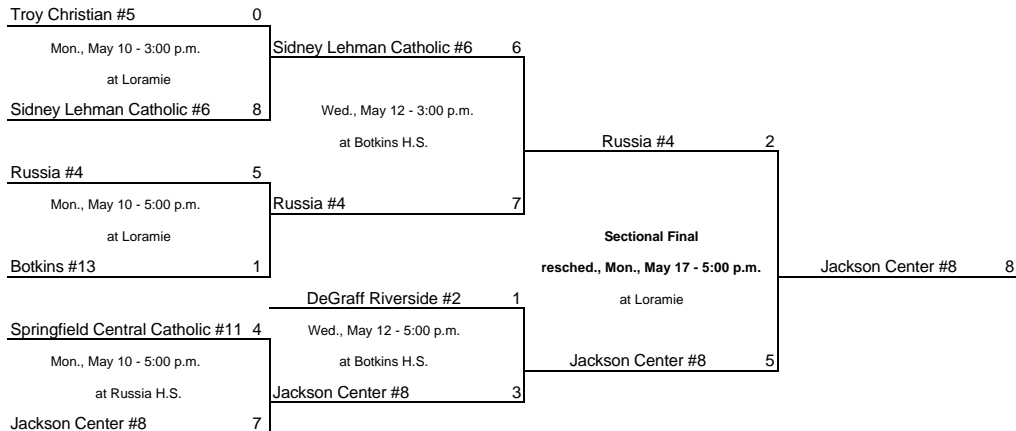 Troy Christian #5 0
Mon., May 10 - 3:00 p.m.
at Loramie
Sidney Lehman Catholic #6 8
Russia #4 5
Mon., May 10 - 5:00 p.m.
at Loramie
Botkins #13 1
Springfield Central Catholic #11 4
Mon., May 10 - 5:00 p.m.
at Russia H.S.
Jackson Center #8 7
Sidney Lehman Catholic #6 6
Wed., May 12 - 3:00 p.m.
at Botkins H.S.
Russia #4 7
DeGraff Riverside #2 1
Wed., May 12 - 5:00 p.m.
at Botkins H.S.
Jackson Center #8 3
Russia #4 2
Sectional Final
resched., Mon., May 17 - 5:00 p.m.
at Loramie
Jackson Center #8 5
Jackson Center #8 8